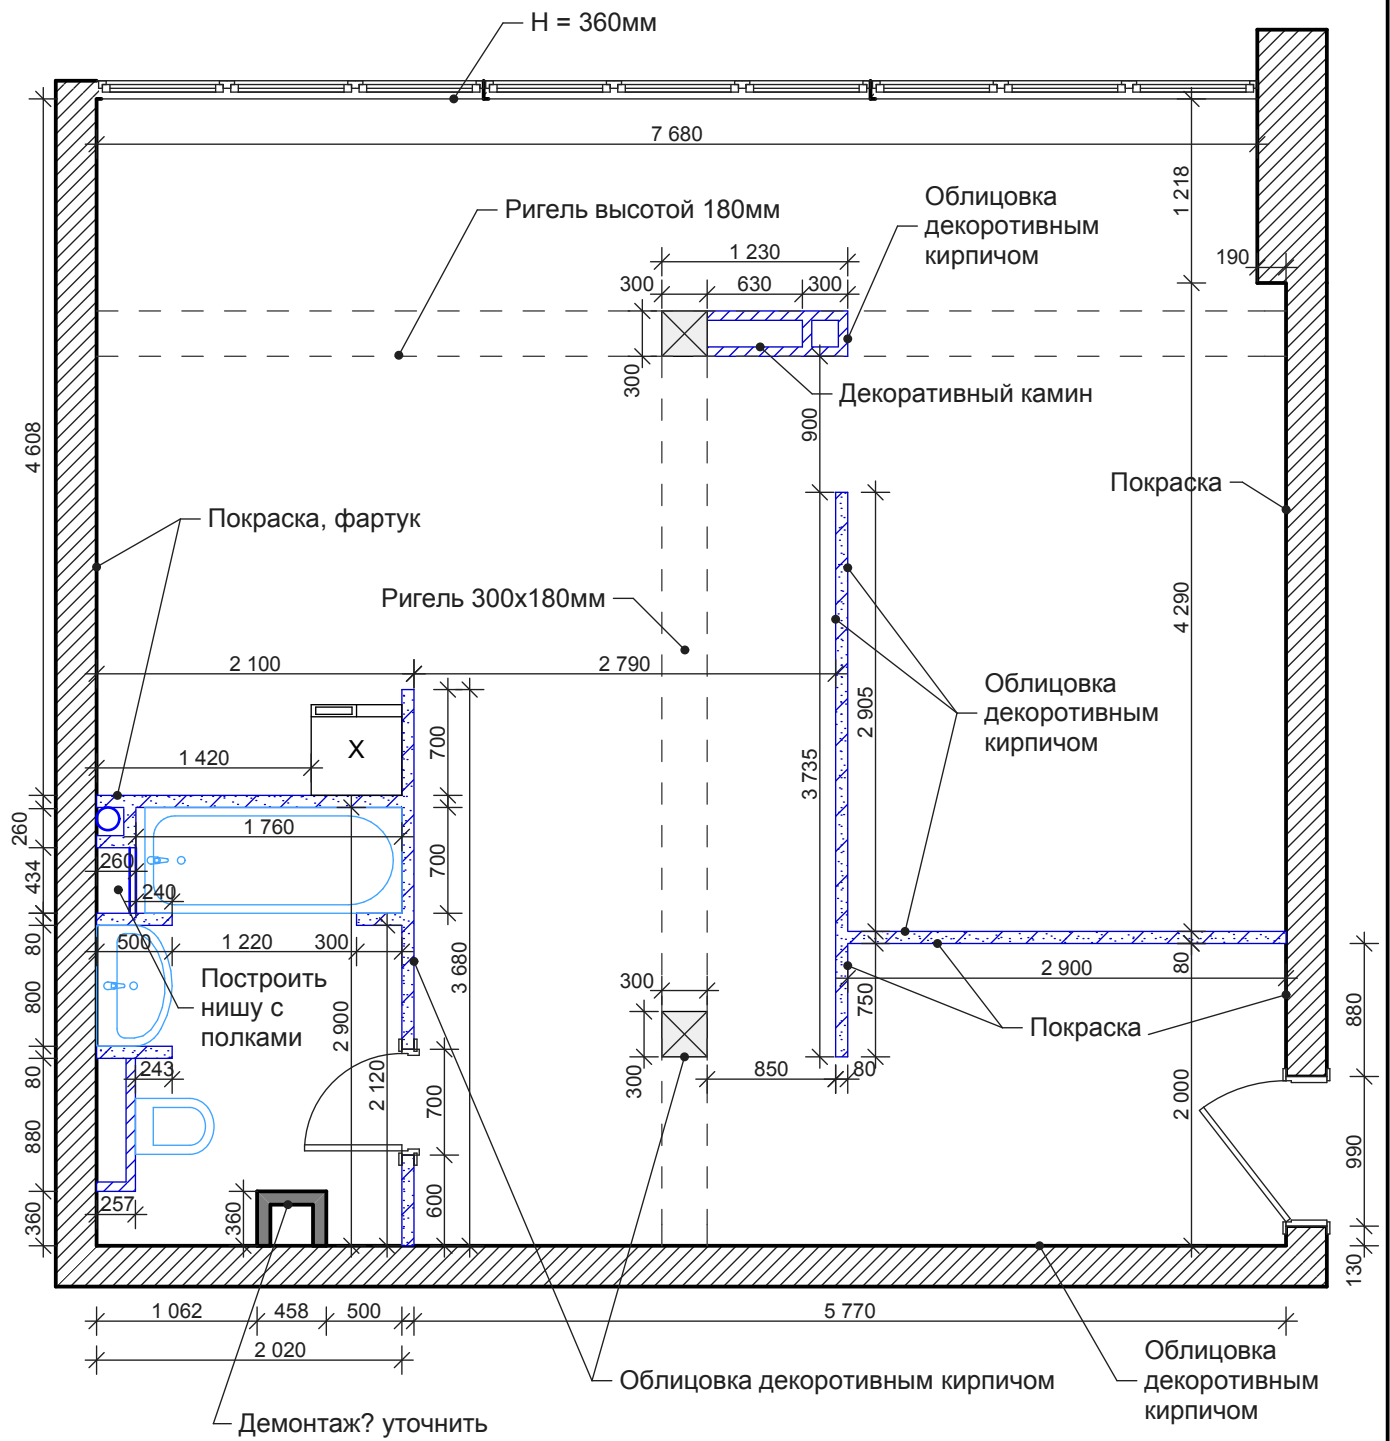 H = 360мм
7 680
1 218
Ригель высотой 180мм
Облицовка
декоротивным
кирпичом
1 230
190
300
630
300
300
Декоративный камин
900
4 608
Покраска
Покраска, фартук
Ригель 300х180мм
4 290
2 100
2 790
2 905
Облицовка
декоротивным
кирпичом
X
700
1 420
3 735
260
1 760
434
260
700
240
80
500
1 220
300
3 680
80
2 900
Построить
нишу с
полками
800
300
750
Покраска
880
2 900
2 120
80
243
300
850
80
2 000
700
880
990
257
360
360
600
130
1 062
458
500
5 770
2 020
Облицовка декоротивным кирпичом
Облицовка
декоротивным
кирпичом
Демонтаж? уточнить